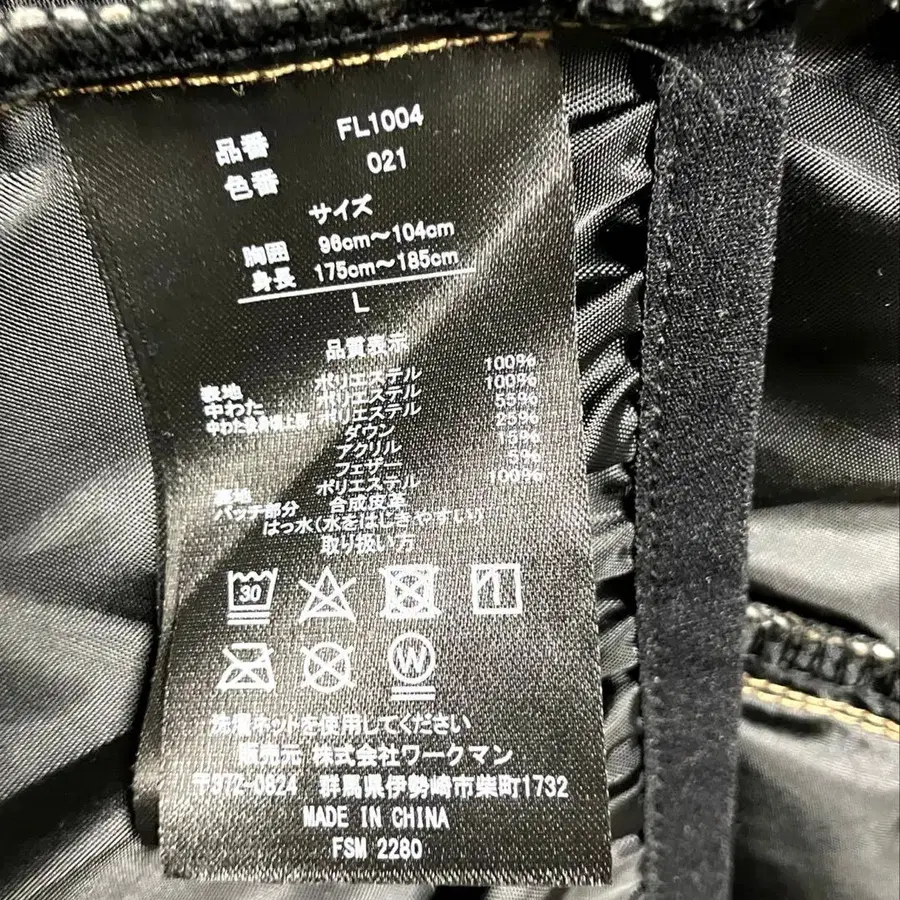 品番 FL1004
色番 021
サイズ
胸囲 96cm～104cm
身長 175cm～185cm
L
品質表示
表地 ポリエステル 100%
中わた ポリエステル 100%
ポリエステル 55%
ダウン 25%
アクリル 15%
フェザー 5%
裏地 ポリエステル 100%
パッチ部分 合成皮革
はっ水(水をはじきやすい)
取り扱い方
30
W
洗濯ネットを使用してください
販売元 株式会社ワークマン
〒372-0824 群馬県伊勢崎市柴町1732
MADE IN CHINA
FSM 2280